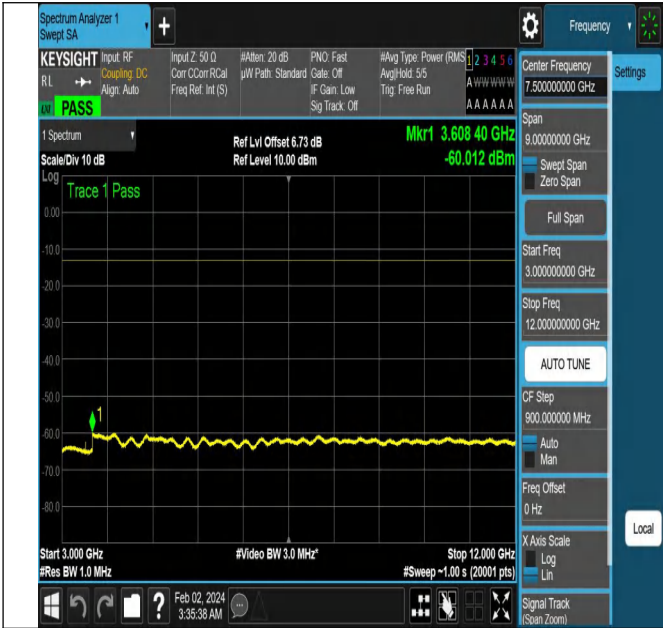 Spectrum Analyzer 1
Swept SA
+
Frequency
KEYSIGHT
RL
PASS
Input: RF
Coupling: DC
Align: Auto
Input Z: 50 Ω
Corr CCorr RCal
Freq Ref: Int (S)
#Atten: 20 dB
µW Path: Standard
PNO: Fast
Gate: Off
IF Gain: Low
Sig Track: Off
#Avg Type: Power (RMS
Avg|Hold: 5/5
Trig: Free Run
1 2 3 4 5 6
A W W W W W
A A A A A A
1 Spectrum
Scale/Div 10 dB
Ref Lvl Offset 6.73 dB
Ref Level 10.00 dBm
Mkr1 3.608 40 GHz
-60.012 dBm
Log
Trace 1 Pass
0.00
-10.0
-20.0
-30.0
-40.0
-50.0
1
-60.0
-70.0
-80.0
Start 3.000 GHz
#Res BW 1.0 MHz
#Video BW 3.0 MHz*
Stop 12.000 GHz
#Sweep ~1.00 s (20001 pts)
Feb 02, 2024
3:35:38 AM
?
Center Frequency
7.500000000 GHz
Settings
Span
9.00000000 GHz
Swept Span
Zero Span
Full Span
Start Freq
3.000000000 GHz
Stop Freq
12.000000000 GHz
AUTO TUNE
CF Step
900.000000 MHz
Auto
Man
Freq Offset
0 Hz
X Axis Scale
Log
Lin
Local
Signal Track
(Span Zoom)